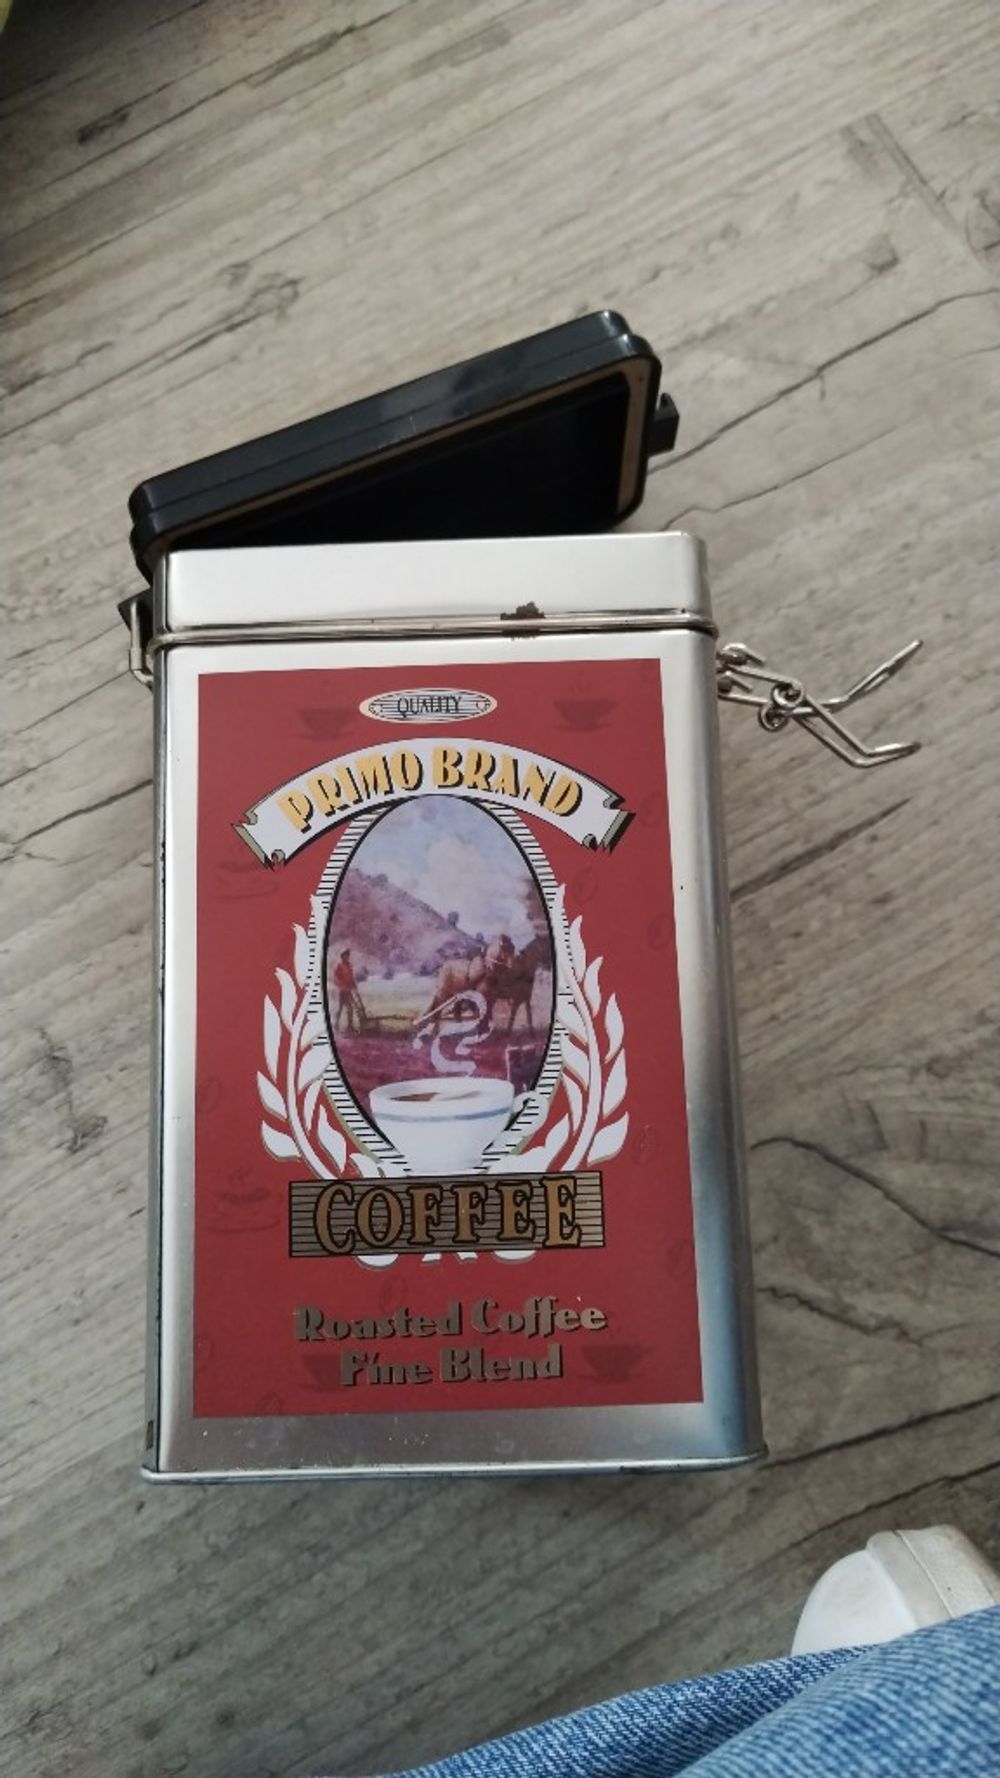 QUALITY
PRIMO BRAND
COFFEE
Roasted Coffee
Fine Blend